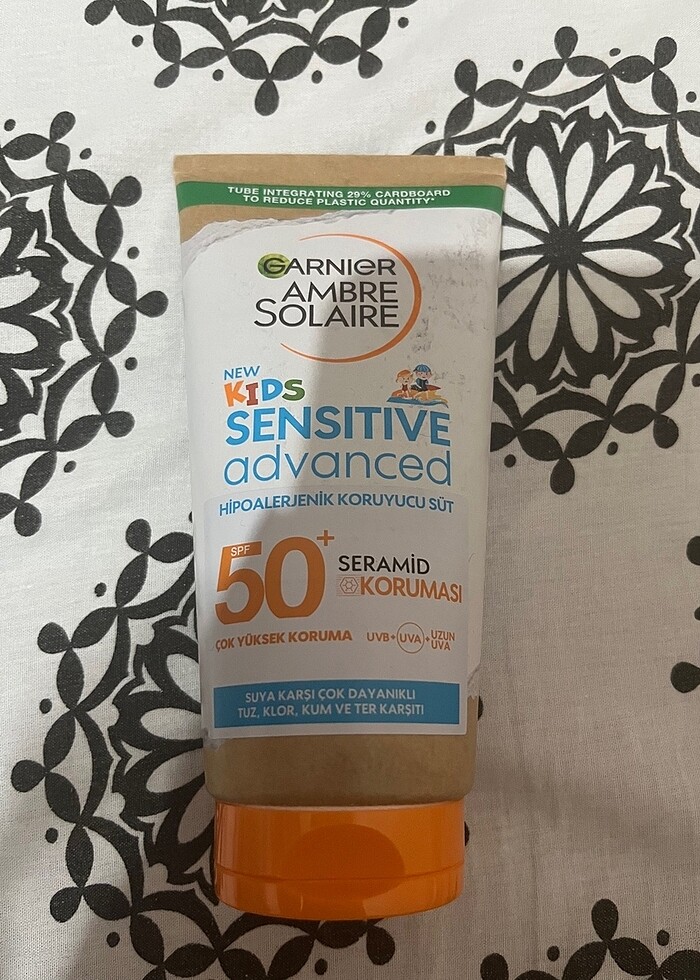 TUBE INTEGRATING 29% CARDBOARD
TO REDUCE PLASTIC QUANTITY*
GARNIER
AMBRE
SOLAIRE
NEW
KIDS
SENSITIVE
advanced
HİPOALERJENİK KORUYUCU SÜT
SPF
50+
SERAMİD
KORUMASI
ÇOK YÜKSEK KORUMA
UVB+UVA+UZUN
UVA
SUYA KARŞI ÇOK DAYANIKLI
TUZ, KLOR, KUM VE TER KARŞITI